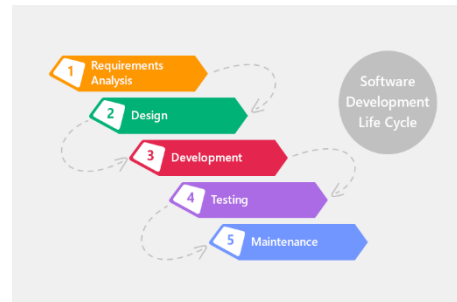 1
Requirements
Analysis
2
Design
3
Development
4
Testing
5
Maintenance
Software
Development
Life Cycle